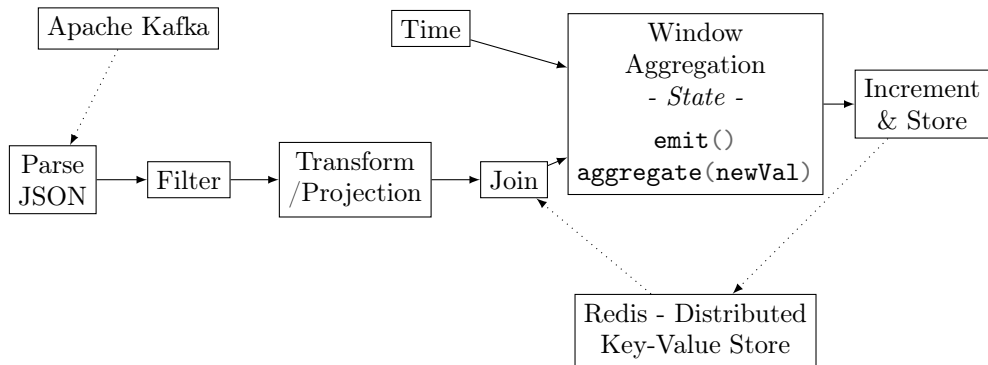 Apache Kafka
Time
Window
Aggregation
- State -
emit()
aggregate(newVal)
Increment
& Store
Parse
JSON
Filter
Transform
/Projection
Join
Redis - Distributed
Key-Value Store